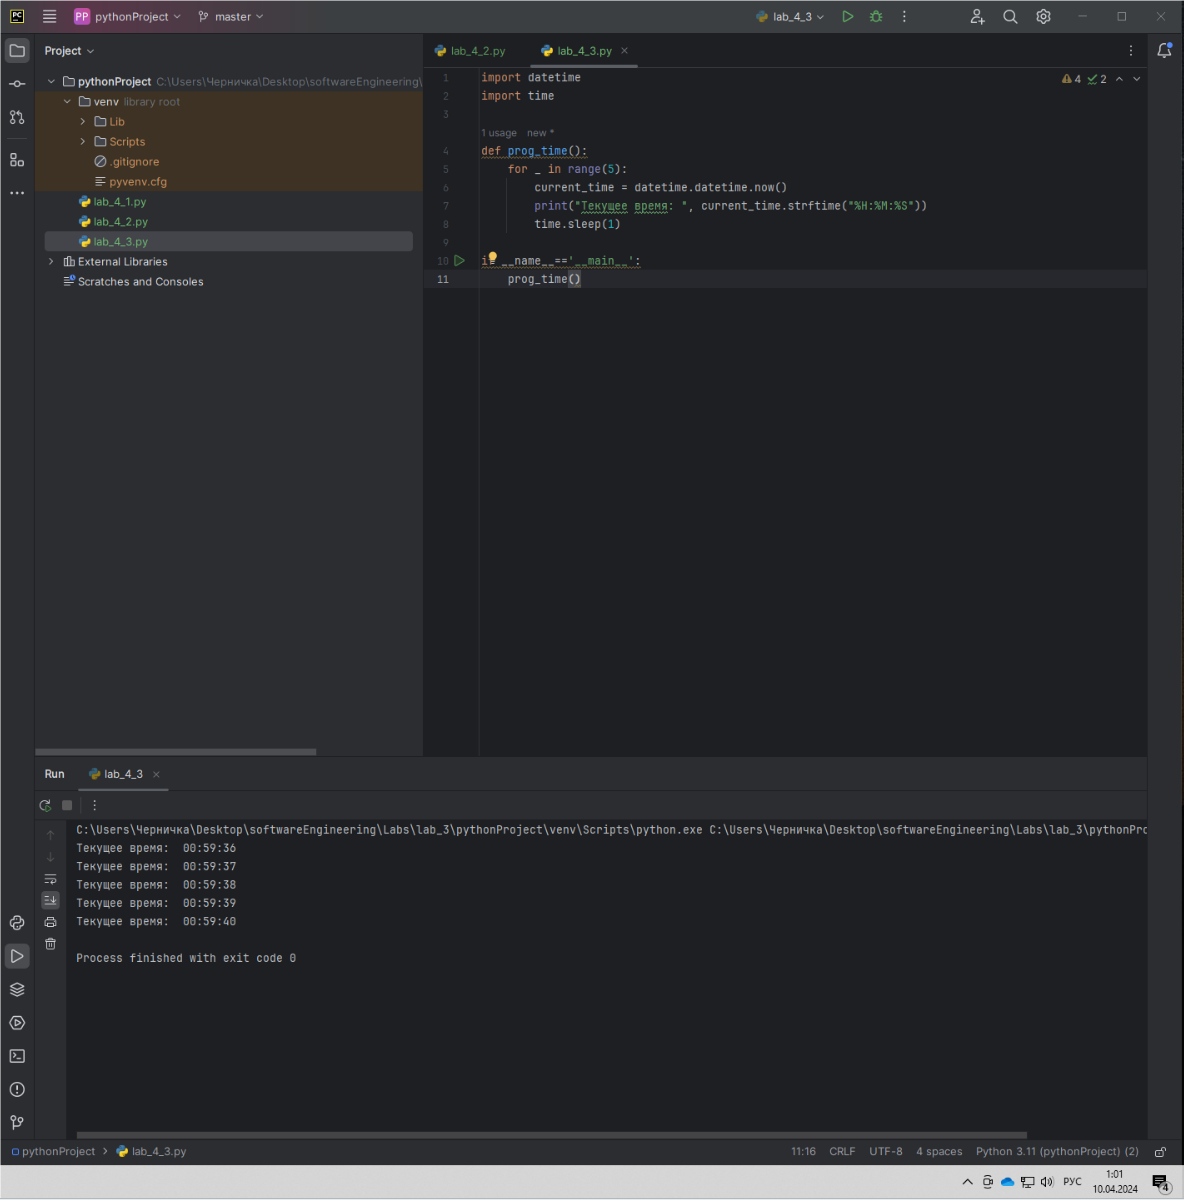 PC PP pythonProject master lab_4_3
Project
pythonProject C:\Users\Черничка\Desktop\softwareEngineering\
venv library root
Lib
Scripts
.gitignore
pyvenv.cfg
lab_4_1.py
lab_4_2.py
lab_4_3.py
External Libraries
Scratches and Consoles
lab_4_2.py lab_4_3.py
4 2
1 import datetime
2 import time
3
1 usage new *
4 def prog_time():
5 for _ in range(5):
6 current_time = datetime.datetime.now()
7 print("Текущее время: ", current_time.strftime("%H:%M:%S"))
8 time.sleep(1)
9
10 i __name__=='__main__':
11 prog_time()
Run lab_4_3
C:\Users\Черничка\Desktop\softwareEngineering\Labs\lab_3\pythonProject\venv\Scripts\python.exe C:\Users\Черничка\Desktop\softwareEngineering\Labs\lab_3\pythonPro
Текущее время: 00:59:36
Текущее время: 00:59:37
Текущее время: 00:59:38
Текущее время: 00:59:39
Текущее время: 00:59:40
Process finished with exit code 0
pythonProject lab_4_3.py 11:16 CRLF UTF-8 4 spaces Python 3.11 (pythonProject) (2)
РУС 1:01
10.04.2024 4